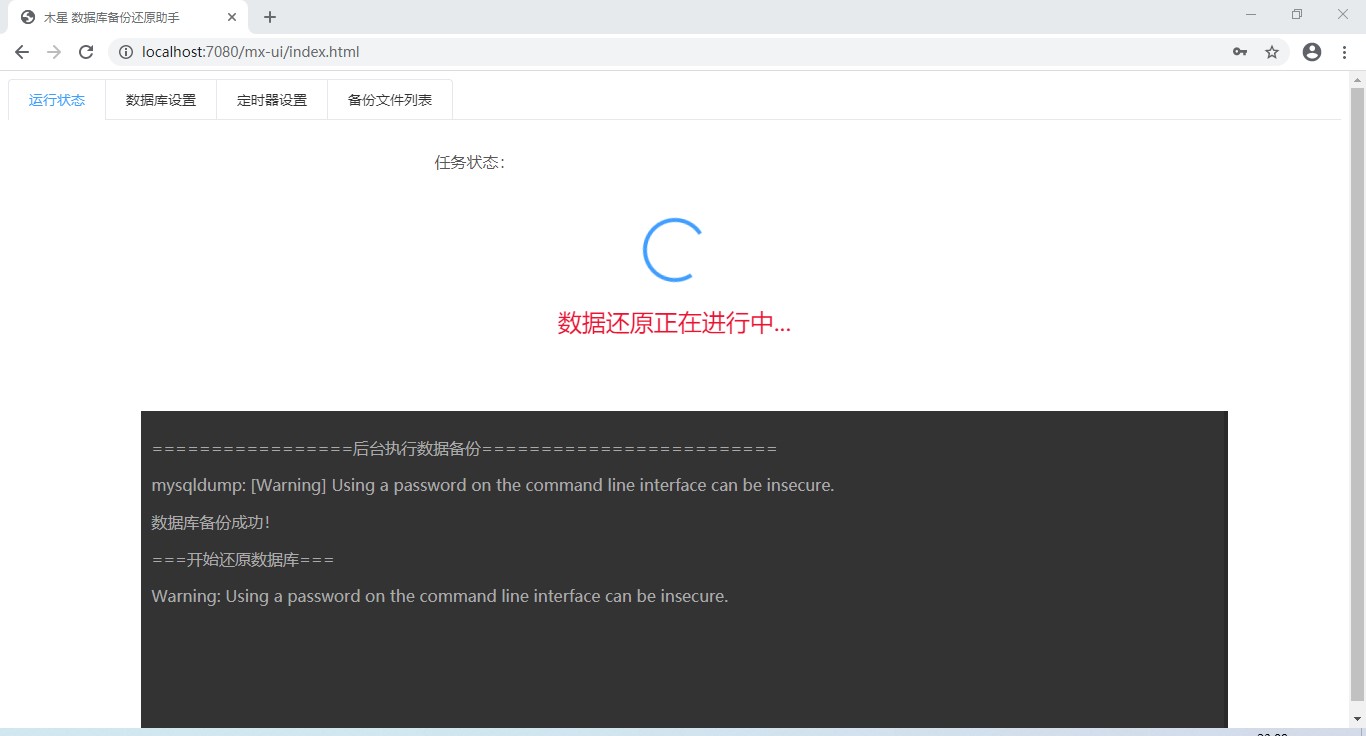 木星 数据库备份还原助手
localhost:7080/mx-ui/index.html
运行状态
数据库设置
定时器设置
备份文件列表
任务状态：
数据还原正在进行中...
=================后台执行数据备份=========================
mysqldump: [Warning] Using a password on the command line interface can be insecure.
数据库备份成功！
===开始还原数据库===
Warning: Using a password on the command line interface can be insecure.